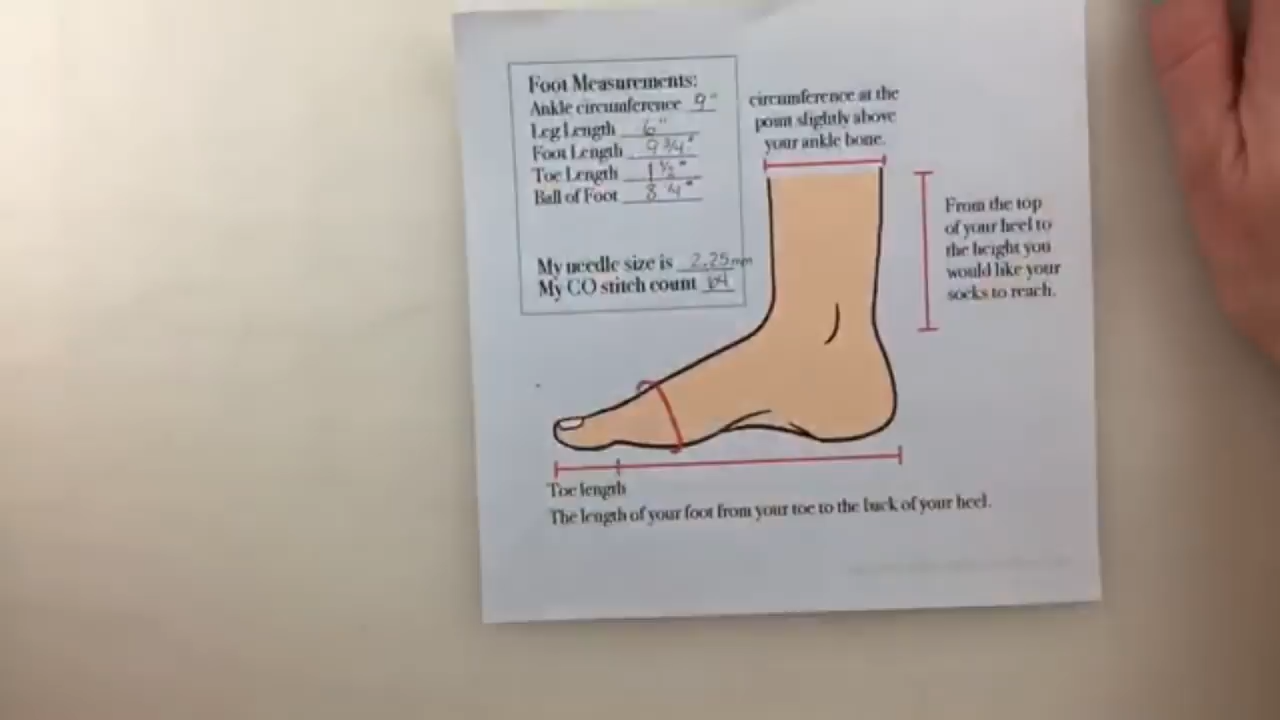 Foot Measurements:
Ankle circumference 9"
Leg Length 6"
Foot Length 9 3/4"
Toe Length 1 1/2"
Ball of Foot 8 4"
My needle size is 2.25mm
My CO stitch count 64
circumference at the
point slightly above
your ankle bone.
From the top
of your heel to
the height you
would like your
socks to reach.
Toe length
The length of your foot from your toe to the back of your heel.